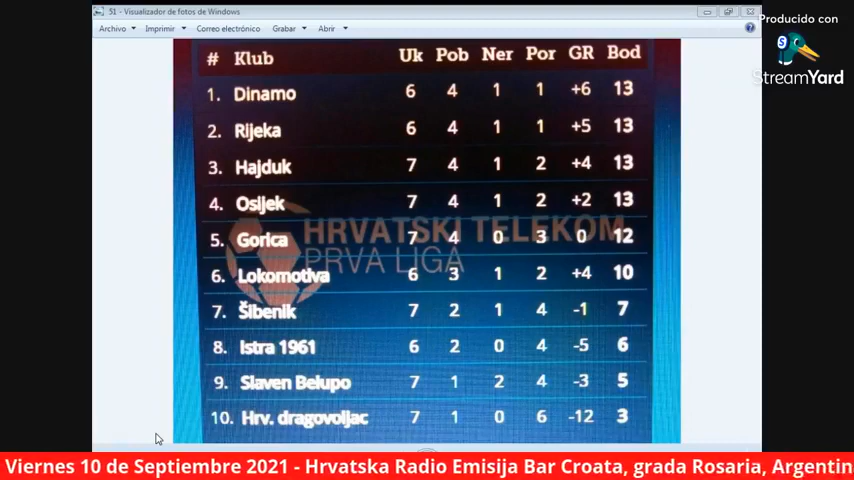 51 - Visualizador de fotos de Windows
Archivo Imprimir Correo electrónico Grabar Abrir
Producido con
StreamYard
# Klub Uk Pob Ner Por GR Bod
1. Dinamo 6 4 1 1 +6 13
2. Rijeka 6 4 1 1 +5 13
3. Hajduk 7 4 1 2 +4 13
4. Osijek 7 4 1 2 +2 13
5. Gorica 7 4 0 3 0 12
6. Lokomotiva 6 3 1 2 +4 10
7. Šibenik 7 2 1 4 -1 7
8. Istra 1961 6 2 0 4 -5 6
9. Slaven Belupo 7 1 2 4 -3 5
10. Hrv. dragovoljac 7 1 0 6 -12 3
HRVATSKI TELEKOM
PRVA LIGA
Viernes 10 de Septiembre 2021 - Hrvatska Radio Emisija Bar Croata, grada Rosaria, Argentin